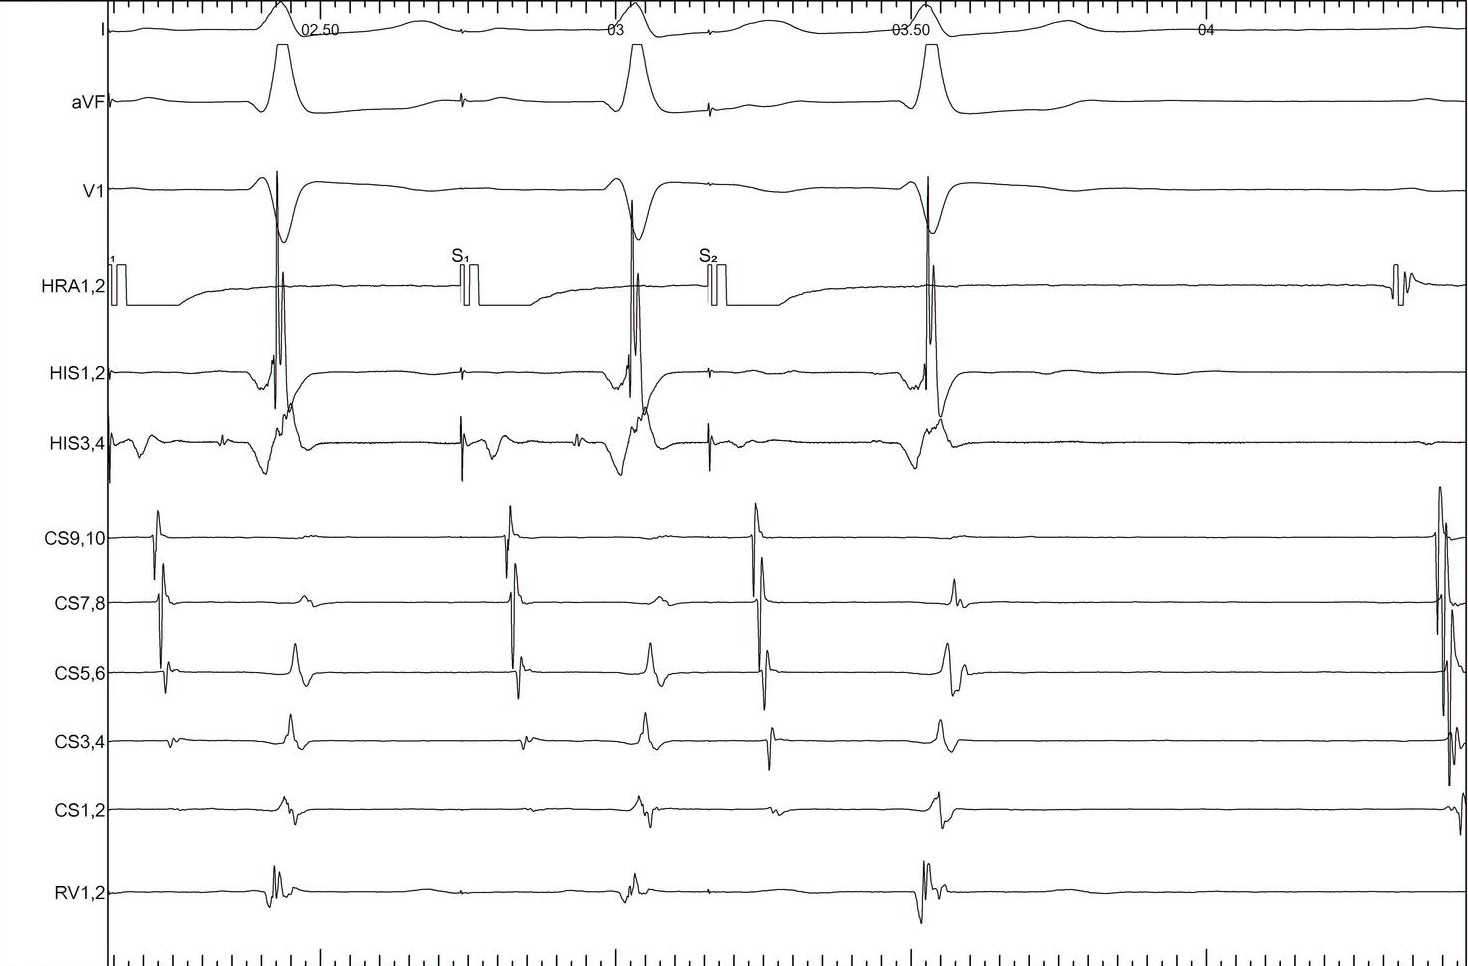 I
02.50 03 03.50 04
aVF
V1
1 S₁ S₂
HRA1,2
HIS1,2
HIS3,4
CS9,10
CS7,8
CS5,6
CS3,4
CS1,2
RV1,2